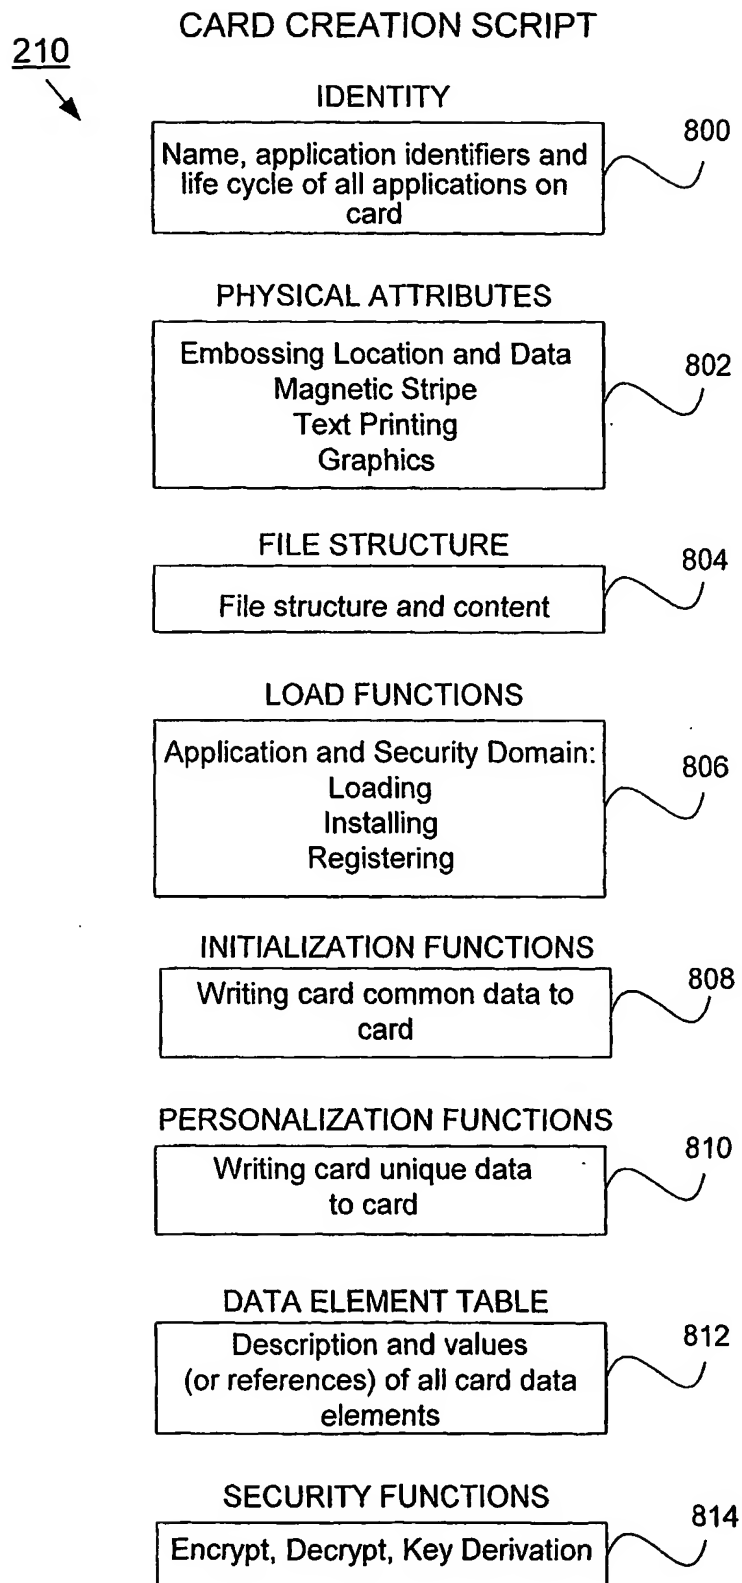 CARD CREATION SCRIPT
210
IDENTITY
800
Name, application identifiers and
life cycle of all applications on
card
PHYSICAL ATTRIBUTES
802
Embossing Location and Data
Magnetic Stripe
Text Printing
Graphics
FILE STRUCTURE
804
File structure and content
LOAD FUNCTIONS
806
Application and Security Domain:
Loading
Installing
Registering
INITIALIZATION FUNCTIONS
808
Writing card common data to
card
PERSONALIZATION FUNCTIONS
810
Writing card unique data
to card
DATA ELEMENT TABLE
812
Description and values
(or references) of all card data
elements
SECURITY FUNCTIONS
814
Encrypt, Decrypt, Key Derivation